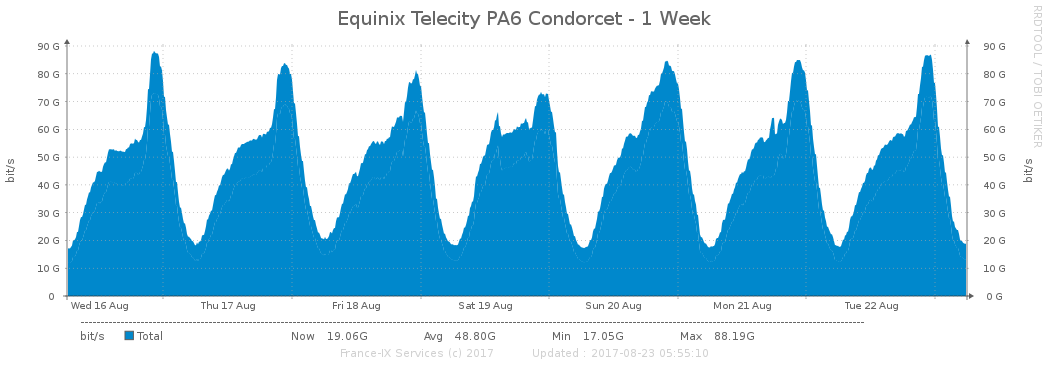 Equinix Telecity PA6 Condorcet - 1 Week
RRDTOOL / TOBI OETIKER
bit/s
90 G
80 G
70 G
60 G
50 G
40 G
30 G
20 G
10 G
0
90 G
80 G
70 G
60 G
50 G
40 G
30 G
20 G
10 G
0 G
bit/s
Wed 16 Aug Thu 17 Aug Fri 18 Aug Sat 19 Aug Sun 20 Aug Mon 21 Aug Tue 22 Aug
bit/s Total Now 19.06G Avg 48.80G Min 17.05G Max 88.19G
France-IX Services (c) 2017 Updated : 2017-08-23 05:55:10